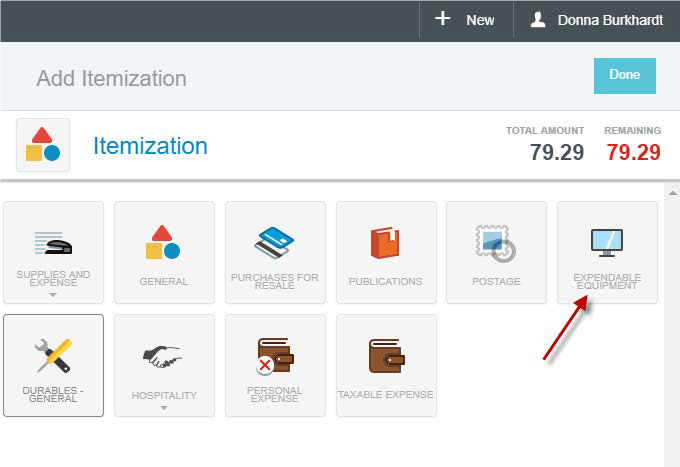 New
Donna Burkhardt
Add Itemization
Done
Itemization
TOTAL AMOUNT
79.29
REMAINING
79.29
SUPPLIES AND
EXPENSE
GENERAL
PURCHASES FOR
RESALE
PUBLICATIONS
POSTAGE
EXPENDABLE
EQUIPMENT
DURABLES -
GENERAL
HOSPITALITY
PERSONAL
EXPENSE
TAXABLE EXPENSE